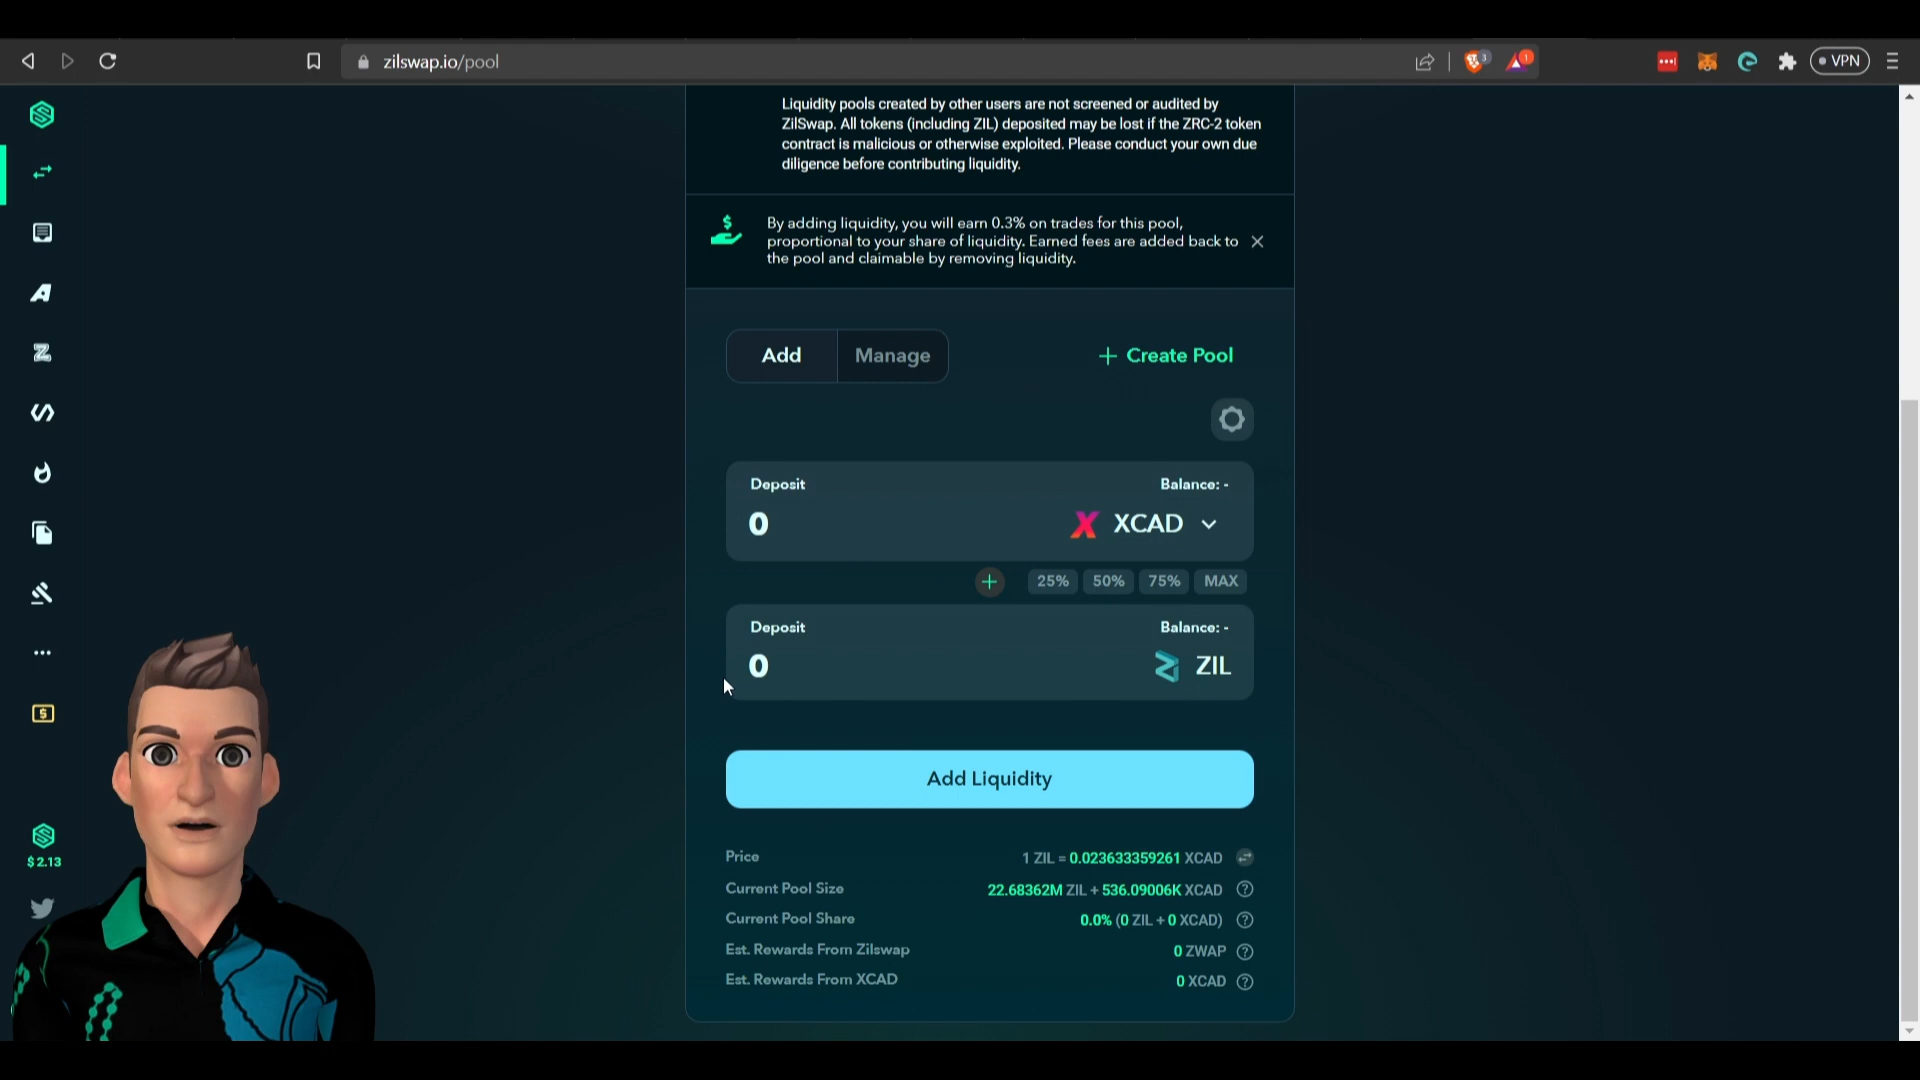 zilswap.io/pool
3
1
VPN
Liquidity pools created by other users are not screened or audited by
ZilSwap. All tokens (including ZIL) deposited may be lost if the ZRC-2 token
contract is malicious or otherwise exploited. Please conduct your own due
diligence before contributing liquidity.
By adding liquidity, you will earn 0.3% on trades for this pool,
proportional to your share of liquidity. Earned fees are added back to
the pool and claimable by removing liquidity.
Add
Manage
+ Create Pool
Deposit
Balance: -
0
XCAD
25%
50%
75%
MAX
Deposit
Balance: -
0
ZIL
Add Liquidity
Price
1 ZIL = 0.023633359261 XCAD
Current Pool Size
22.68362M ZIL + 536.09006K XCAD
Current Pool Share
0.0% (0 ZIL + 0 XCAD)
Est. Rewards From Zilswap
0 ZWAP
Est. Rewards From XCAD
0 XCAD
$2.13